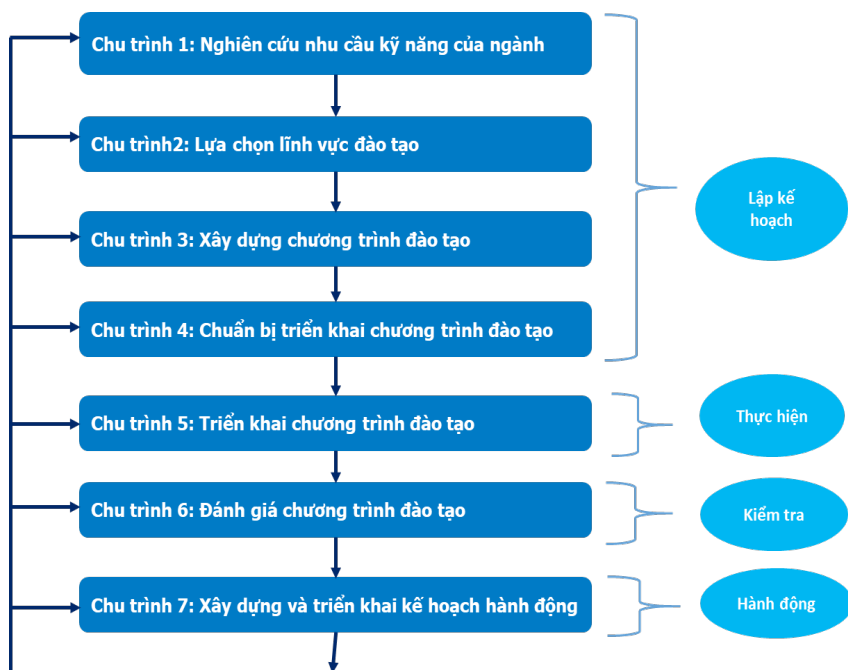 Chu trình 1: Nghiên cứu nhu cầu kỹ năng của ngành
Chu trình2: Lựa chọn lĩnh vực đào tạo
Chu trình 3: Xây dựng chương trình đào tạo
Chu trình 4: Chuẩn bị triển khai chương trình đào tạo
Lập kế
hoạch
Chu trình 5: Triển khai chương trình đào tạo
Thực hiện
Chu trình 6: Đánh giá chương trình đào tạo
Kiểm tra
Chu trình 7: Xây dựng và triển khai kế hoạch hành động
Hành động